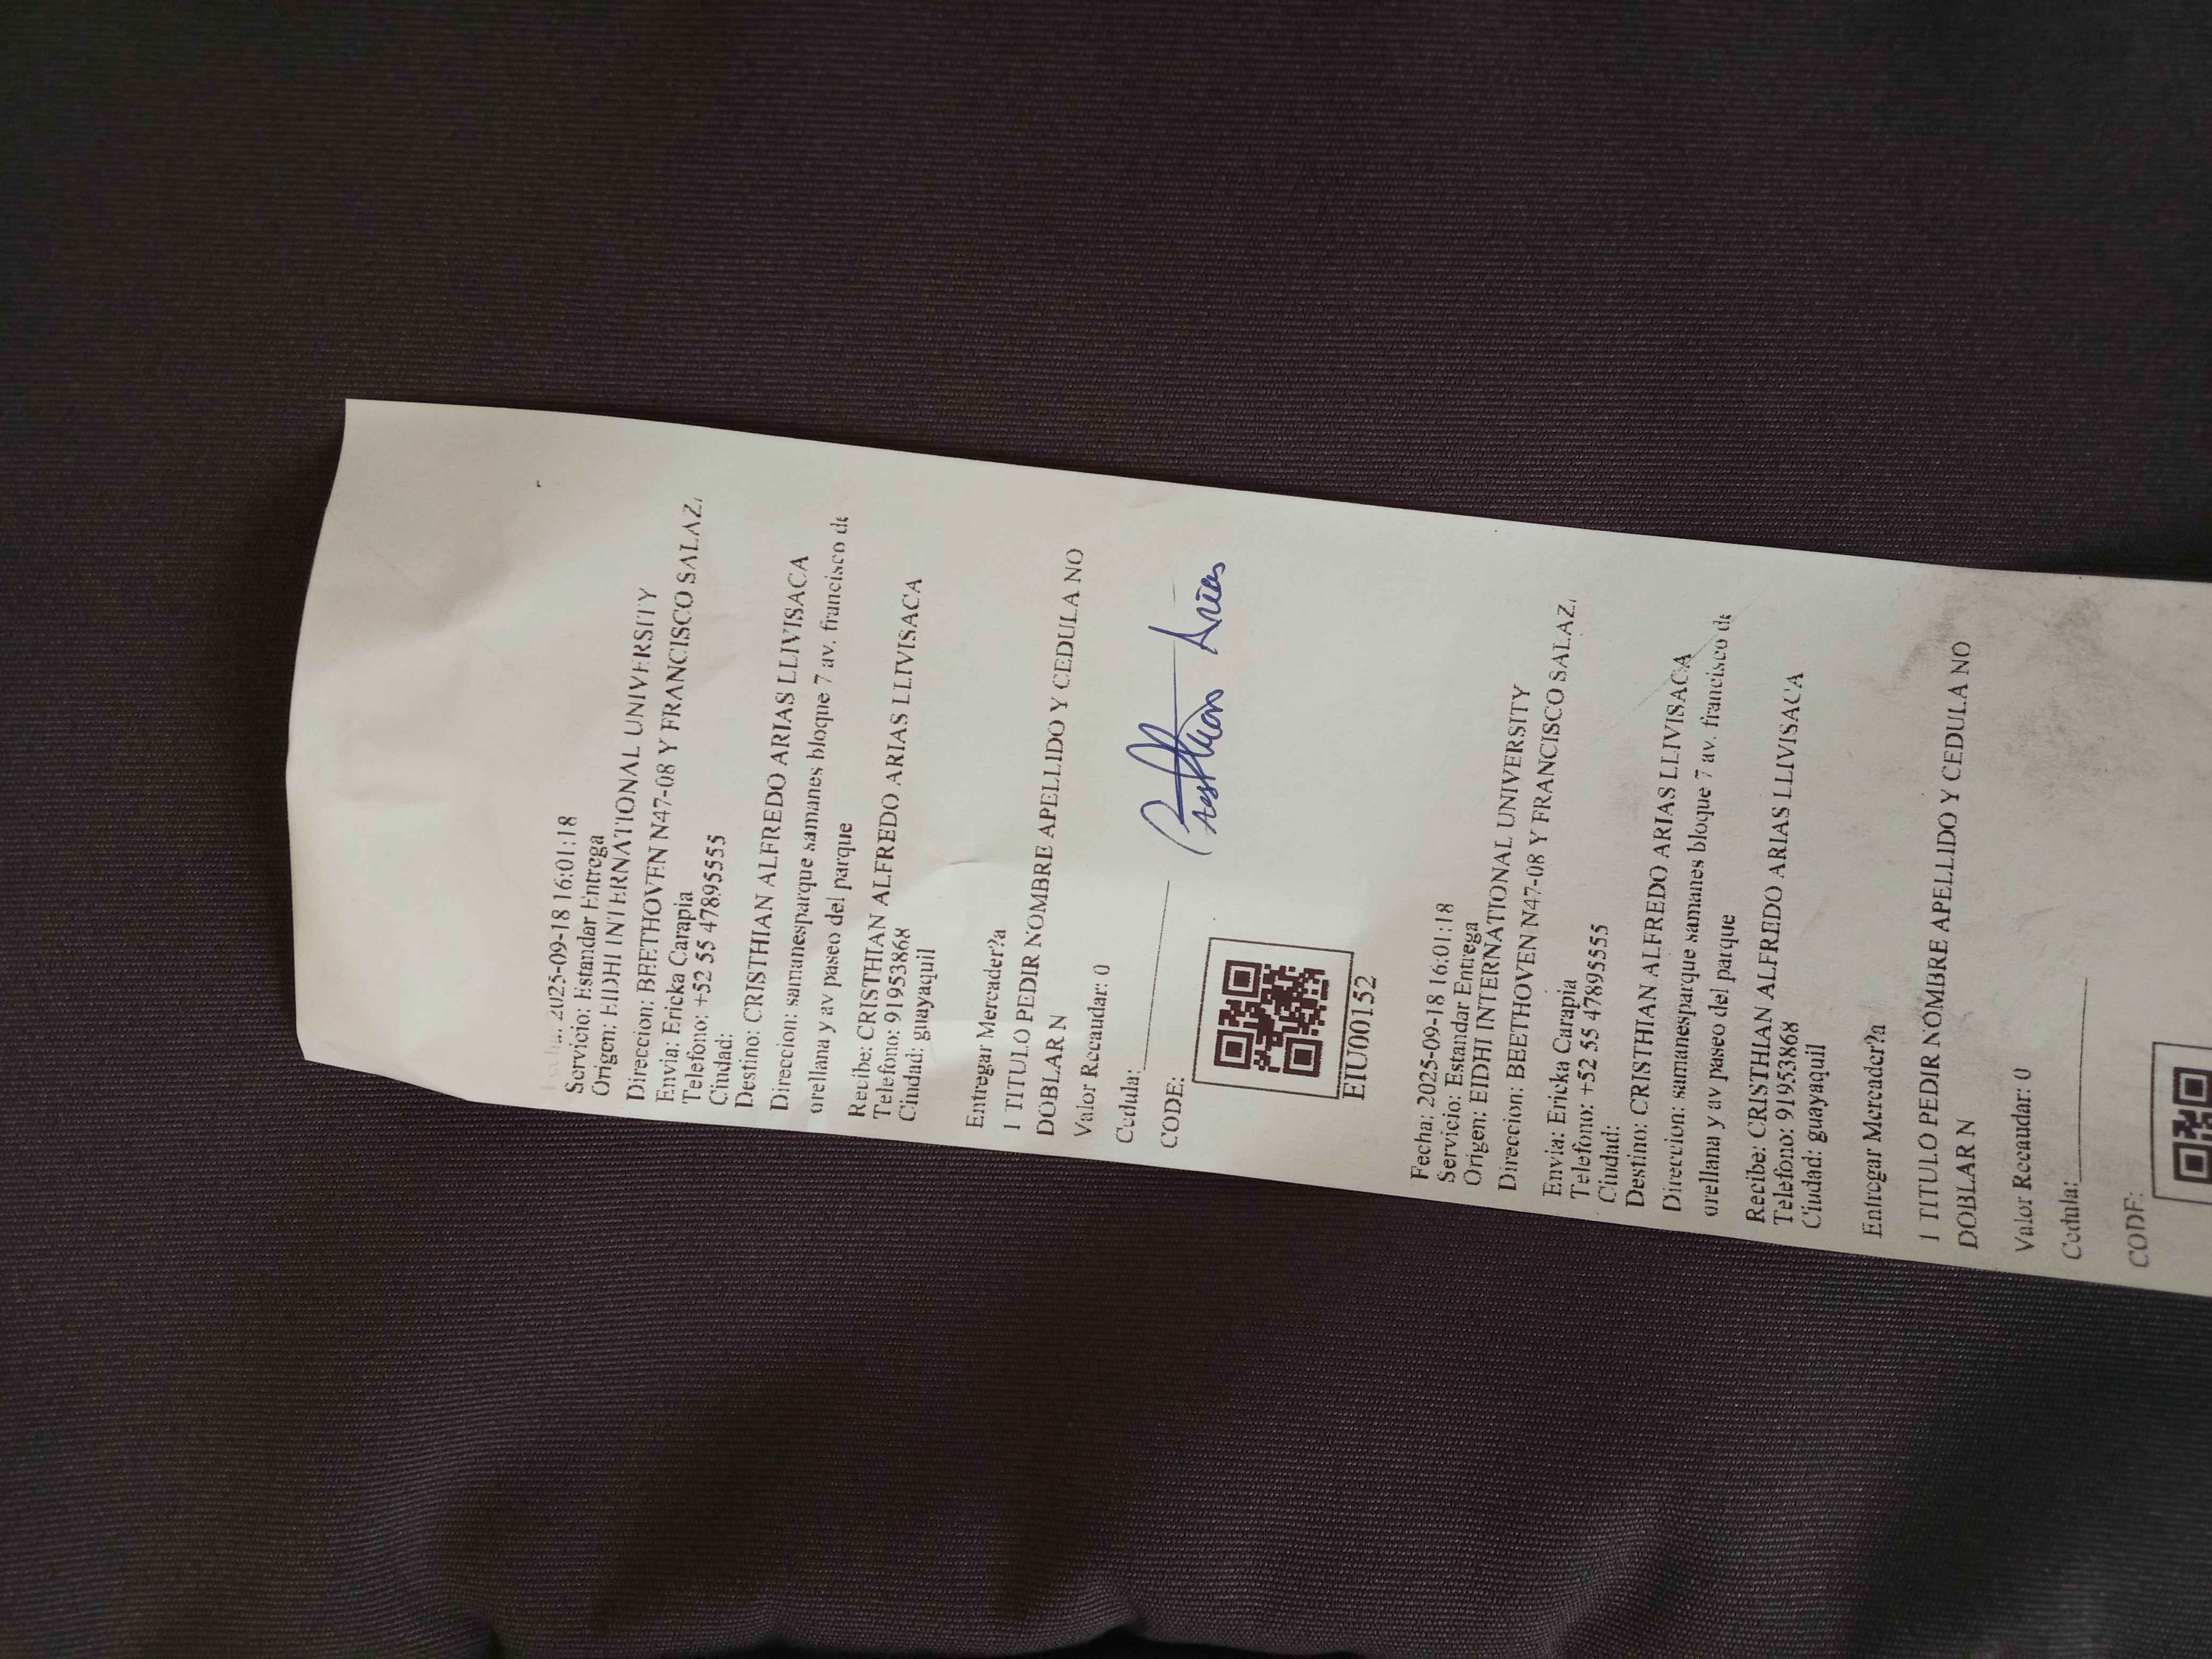 2025-09-18 16:01:18
Servicio: Estandar Entrega
Origen: EIDHI INTERNATIONAL UNIVERSITY
Direccion: BEETHOVEN N47-08 Y FRANCISCO SALAZ
Envia: Ericka Carapia
Telefono: +52 55 47895555
Ciudad:
Destino: CRISTHIAN ALFREDO ARIAS LLIVISACA
Direccion: samanesparque samanes bloque 7 av. francisco de
orellana y av paseo del parque
Recibe: CRISTHIAN ALFREDO ARIAS LLIVISACA
Telefono: 91953868
Ciudad: guayaquil
Entregar Mercader?a
1 TITULO PEDIR NOMBRE APELLIDO Y CEDULA NO
DOBLAR N
Valor Recaudar: 0
Cedula:
Cristhian Arias
CODE:
EIU00152
Fecha: 2025-09-18 16:01:18
Servicio: Estandar Entrega
Origen: EIDHI INTERNATIONAL UNIVERSITY
Direccion: BEETHOVEN N47-08 Y FRANCISCO SALAZ
Envia: Ericka Carapia
Telefono: +52 55 47895555
Ciudad:
Destino: CRISTHIAN ALFREDO ARIAS LLIVISACA
Direccion: samanesparque samanes bloque 7 av. francisco de
orellana y av paseo del parque
Recibe: CRISTHIAN ALFREDO ARIAS LLIVISACA
Telefono: 91953868
Ciudad: guayaquil
Entregar Mercader?a
1 TITULO PEDIR NOMBRE APELLIDO Y CEDULA NO
DOBLAR N
Valor Recaudar: 0
Cedula:
CODE: